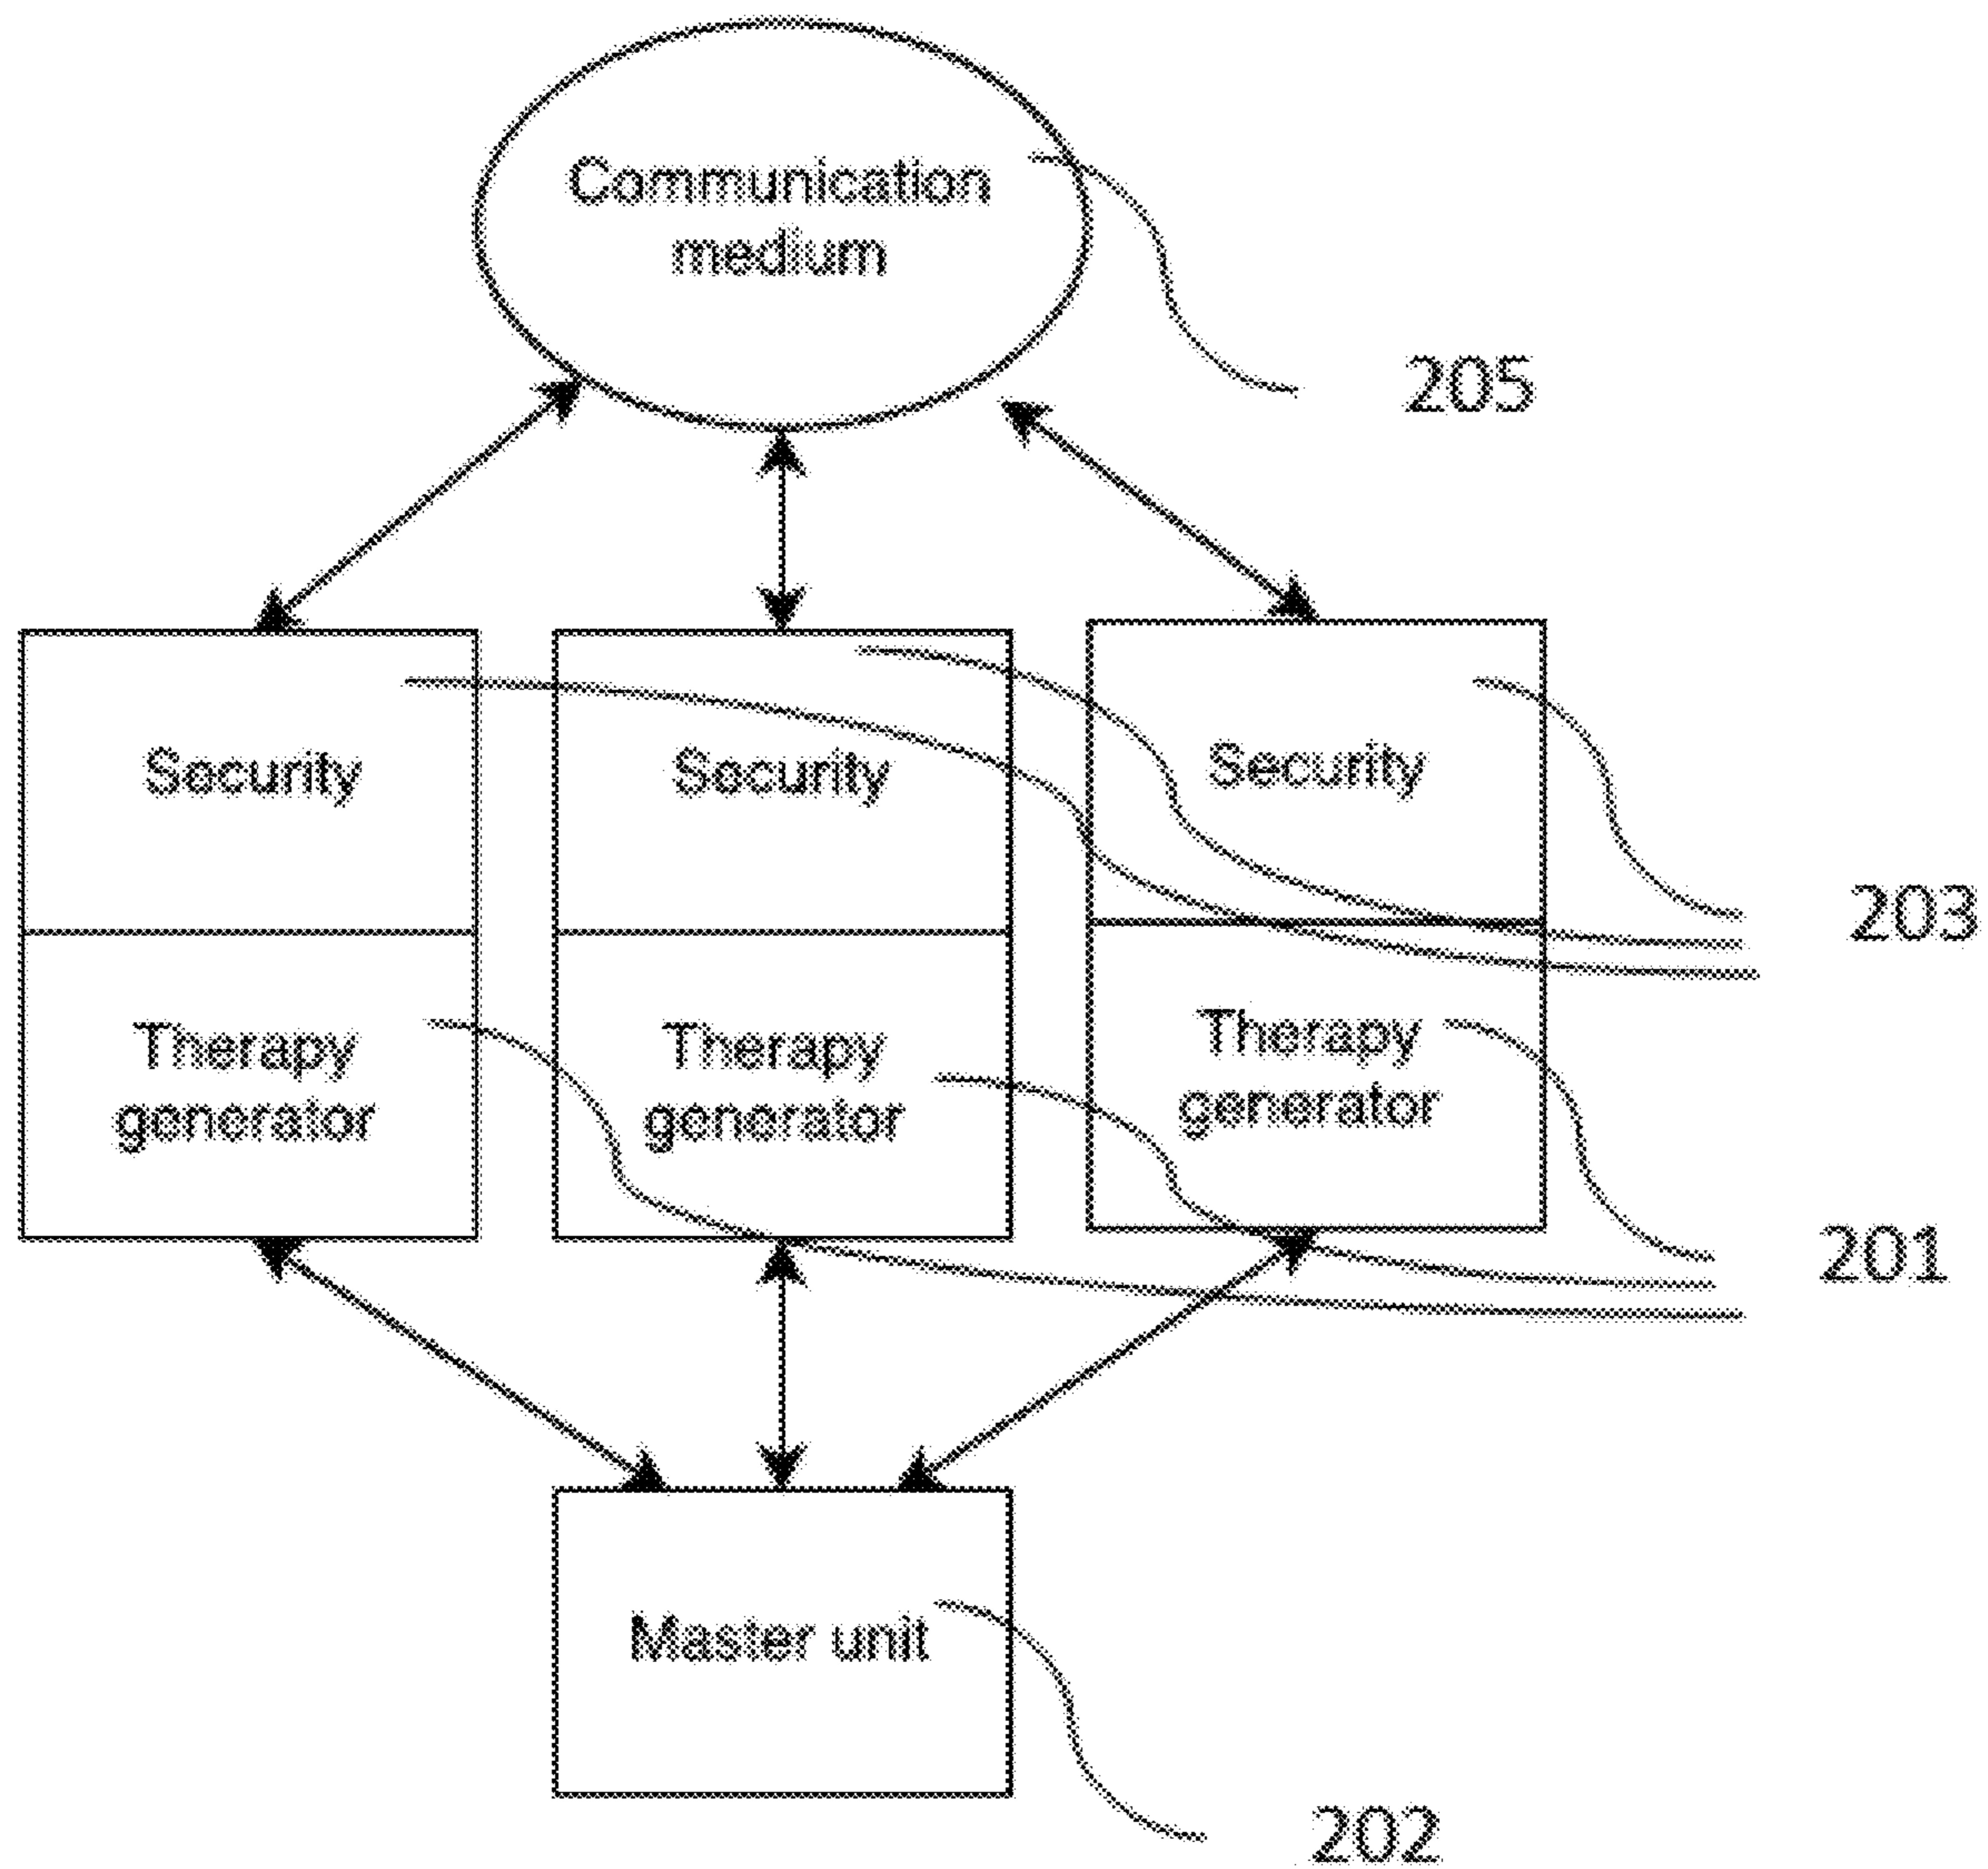 Communication
medium
205
Security
Security
Security
203
Therapy
generator
Therapy
generator
Therapy
generator
201
Master unit
202